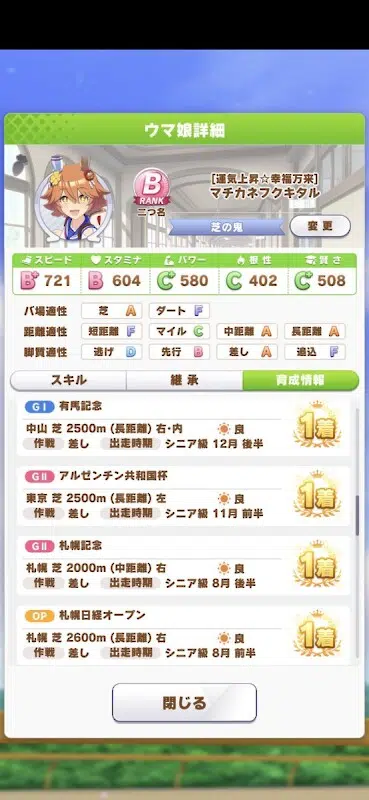 ウマ娘詳細
B
RANK
二つ名
[運気上昇☆幸福万来]
マチカネフクキタル
芝の鬼
変更
スピード スタミナ パワー 根性 賢さ
B+ 721 B 604 C+ 580 C 402 C 508
バ場適性 芝 A ダート F
距離適性 短距離 F マイル C 中距離 A 長距離 A
脚質適性 逃げ D 先行 B 差し A 追込 F
スキル 継承 育成情報
GI 有馬記念
中山 芝 2500m (長距離) 右・内 良
作戦 差し 出走時期 シニア級 12月 後半
1着
GII アルゼンチン共和国杯
東京 芝 2500m (長距離) 左 良
作戦 差し 出走時期 シニア級 11月 前半
1着
GII 札幌記念
札幌 芝 2000m (中距離) 右 良
作戦 差し 出走時期 シニア級 8月 後半
1着
OP 札幌日経オープン
札幌 芝 2600m (長距離) 右 良
作戦 差し 出走時期 シニア級 8月 前半
1着
閉じる